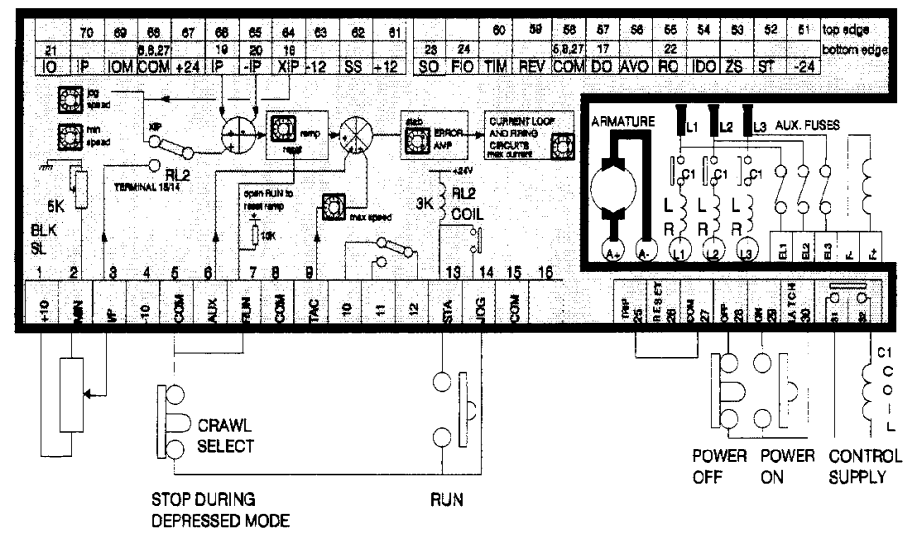 70 69 68 67 66 65 64 63 62 61 60 59 58 57 56 55 54 53 52 51 top edge
21 6,8,27 19 20 18 23 24 5,8,27 17 22 bottom edge
IO IP IOM COM +24 IP -IP XIP -12 SS +12 SO FIO TIM REV COM DO AVO RO IDO ZS ST -24
jog
speed
min
speed
XIP
RL2
TERMINAL 13/14
5K
BLK
SL
ramp
reset
open RUN to
reset ramp
10K
max speed
stab
ERROR
AMP
CURRENT LOOP
AND FIRING
CIRCUITS
max current
+24V
3K
RL2
COIL
ARMATURE
A+ A-
L1 L2 L3 AUX. FUSES
C1 C1 C1
L L L
R R R
L1 L2 L3
EL1 EL2 EL3 F- F+
1 2 3 4 5 6 7 8 9 10 11 12 13 14 15 16
+10 MIN I/P -10 COM AUX RUN COM TAC STA JOG COM
TRIP RESET COM OFF ON LATCH S1 S2
25 26 27 28 29 30
CRAWL
SELECT
STOP DURING
DEPRESSED MODE
RUN
POWER
OFF
POWER
ON
CONTROL
SUPPLY
C1
C
O
I
L